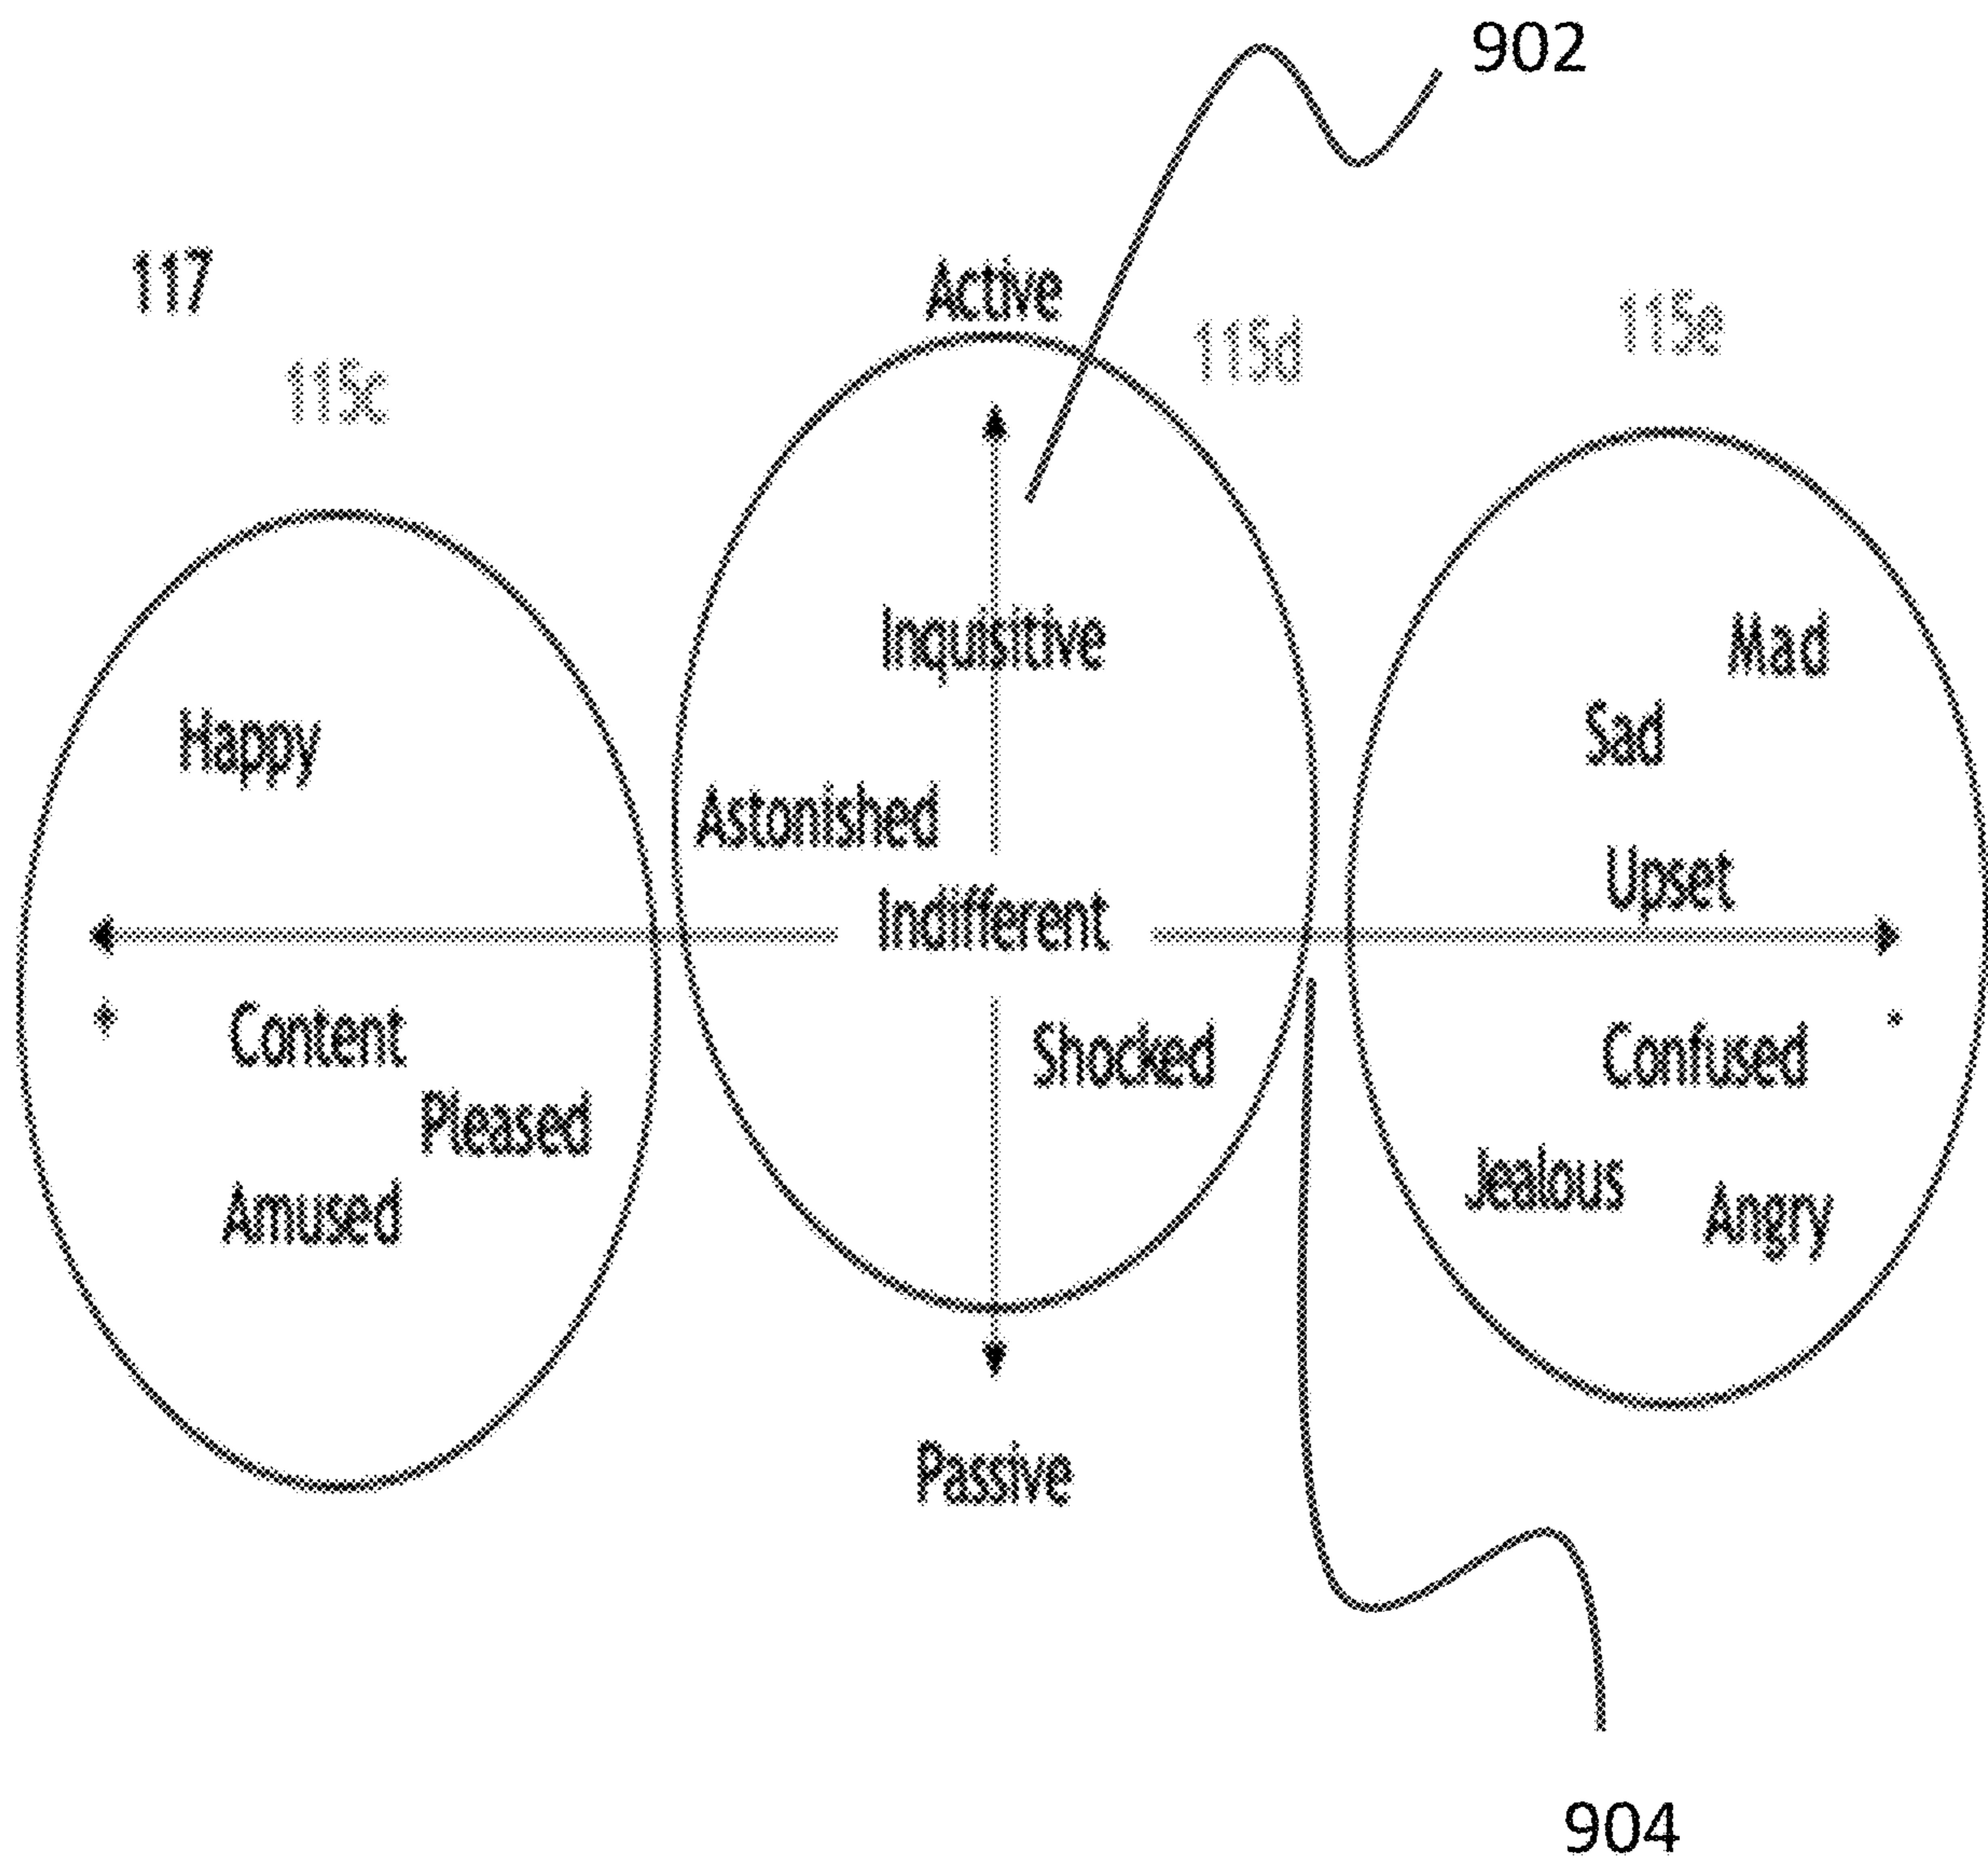 902
117
Active
115c
115d
115e
Inquisitive
Mad
Sad
Happy
Astonished
Upset
Indifferent
Content
Shocked
Confused
Pleased
Jealous
Amused
Angry
Passive
904